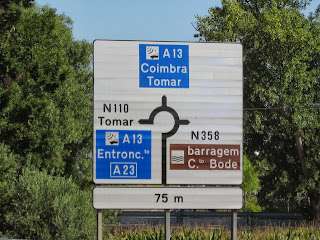 A13
Coimbra
Tomar
N110
Tomar
A13
Entronc.to
A23
N358
barragem
C.to Bode
75 m